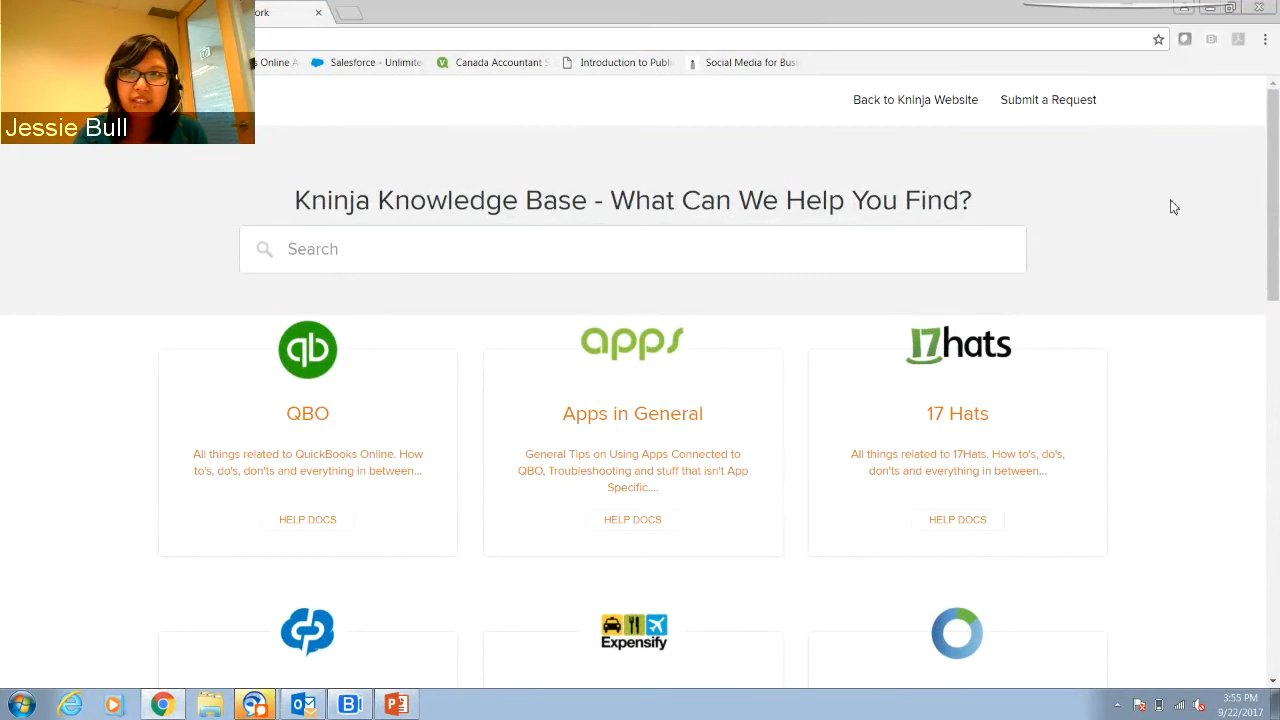 ork
Online A
Salesforce - Unlimite
Canada Accountant S
Introduction to Publ
Social Media for Bus
Jessie Bull
Back to Kninja Website
Submit a Request
Kninja Knowledge Base - What Can We Help You Find?
Search
qb
apps
17hats
QBO
Apps in General
17 Hats
All things related to QuickBooks Online. How
to's, do's, don'ts and everything in between...
General Tips on Using Apps Connected to
QBO, Troubleshooting and stuff that isn't App
Specific....
All things related to 17Hats. How to's, do's,
don'ts and everything in between...
HELP DOCS
HELP DOCS
HELP DOCS
Expensify
3:55 PM
9/22/2017